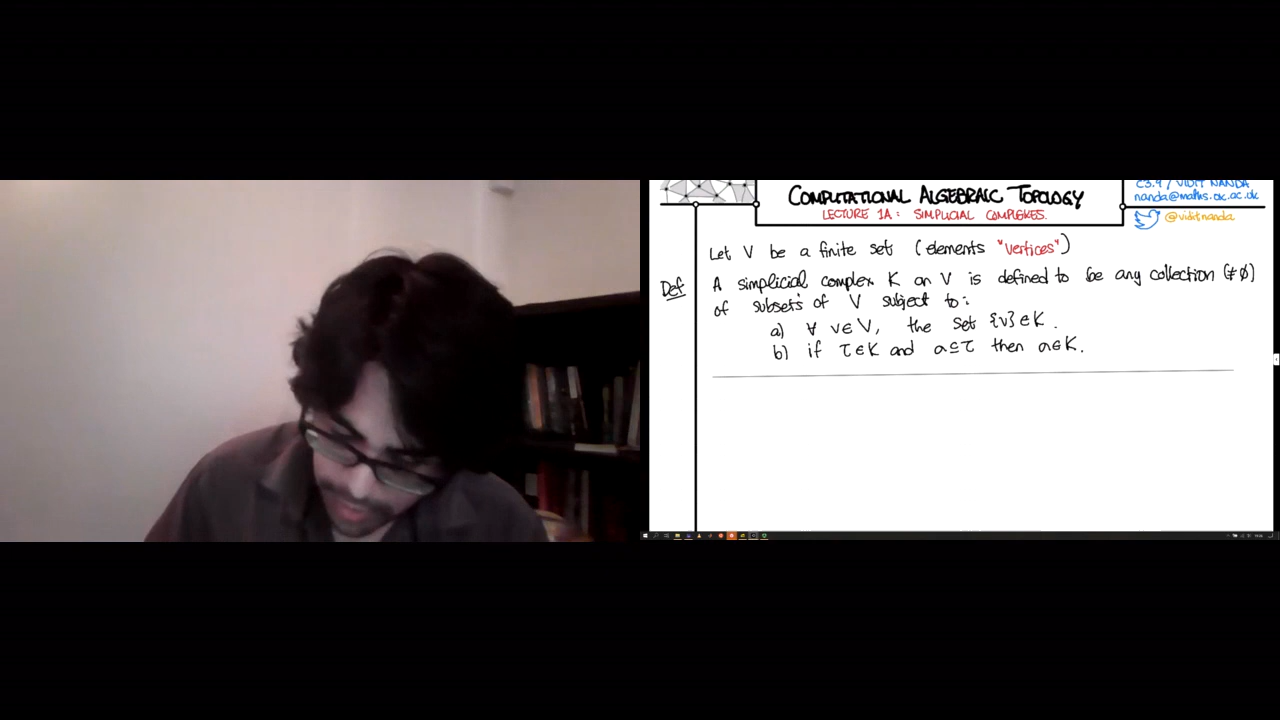 COMPUTATIONAL ALGEBRAIC TOPOLOGY
LECTURE 1A: SIMPLICIAL COMPLEXES.
C3.9 / VIDIT NANDA
nanda@maths.ox.ac.uk
@viditnanda
Let V be a finite set (elements "vertices")
Def A simplicial complex K on V is defined to be any collection (≠∅)
of subsets of V subject to:
a) ∀ v∈V, the set {v}∈K.
b) if τ∈K and σ⊆τ then σ∈K.